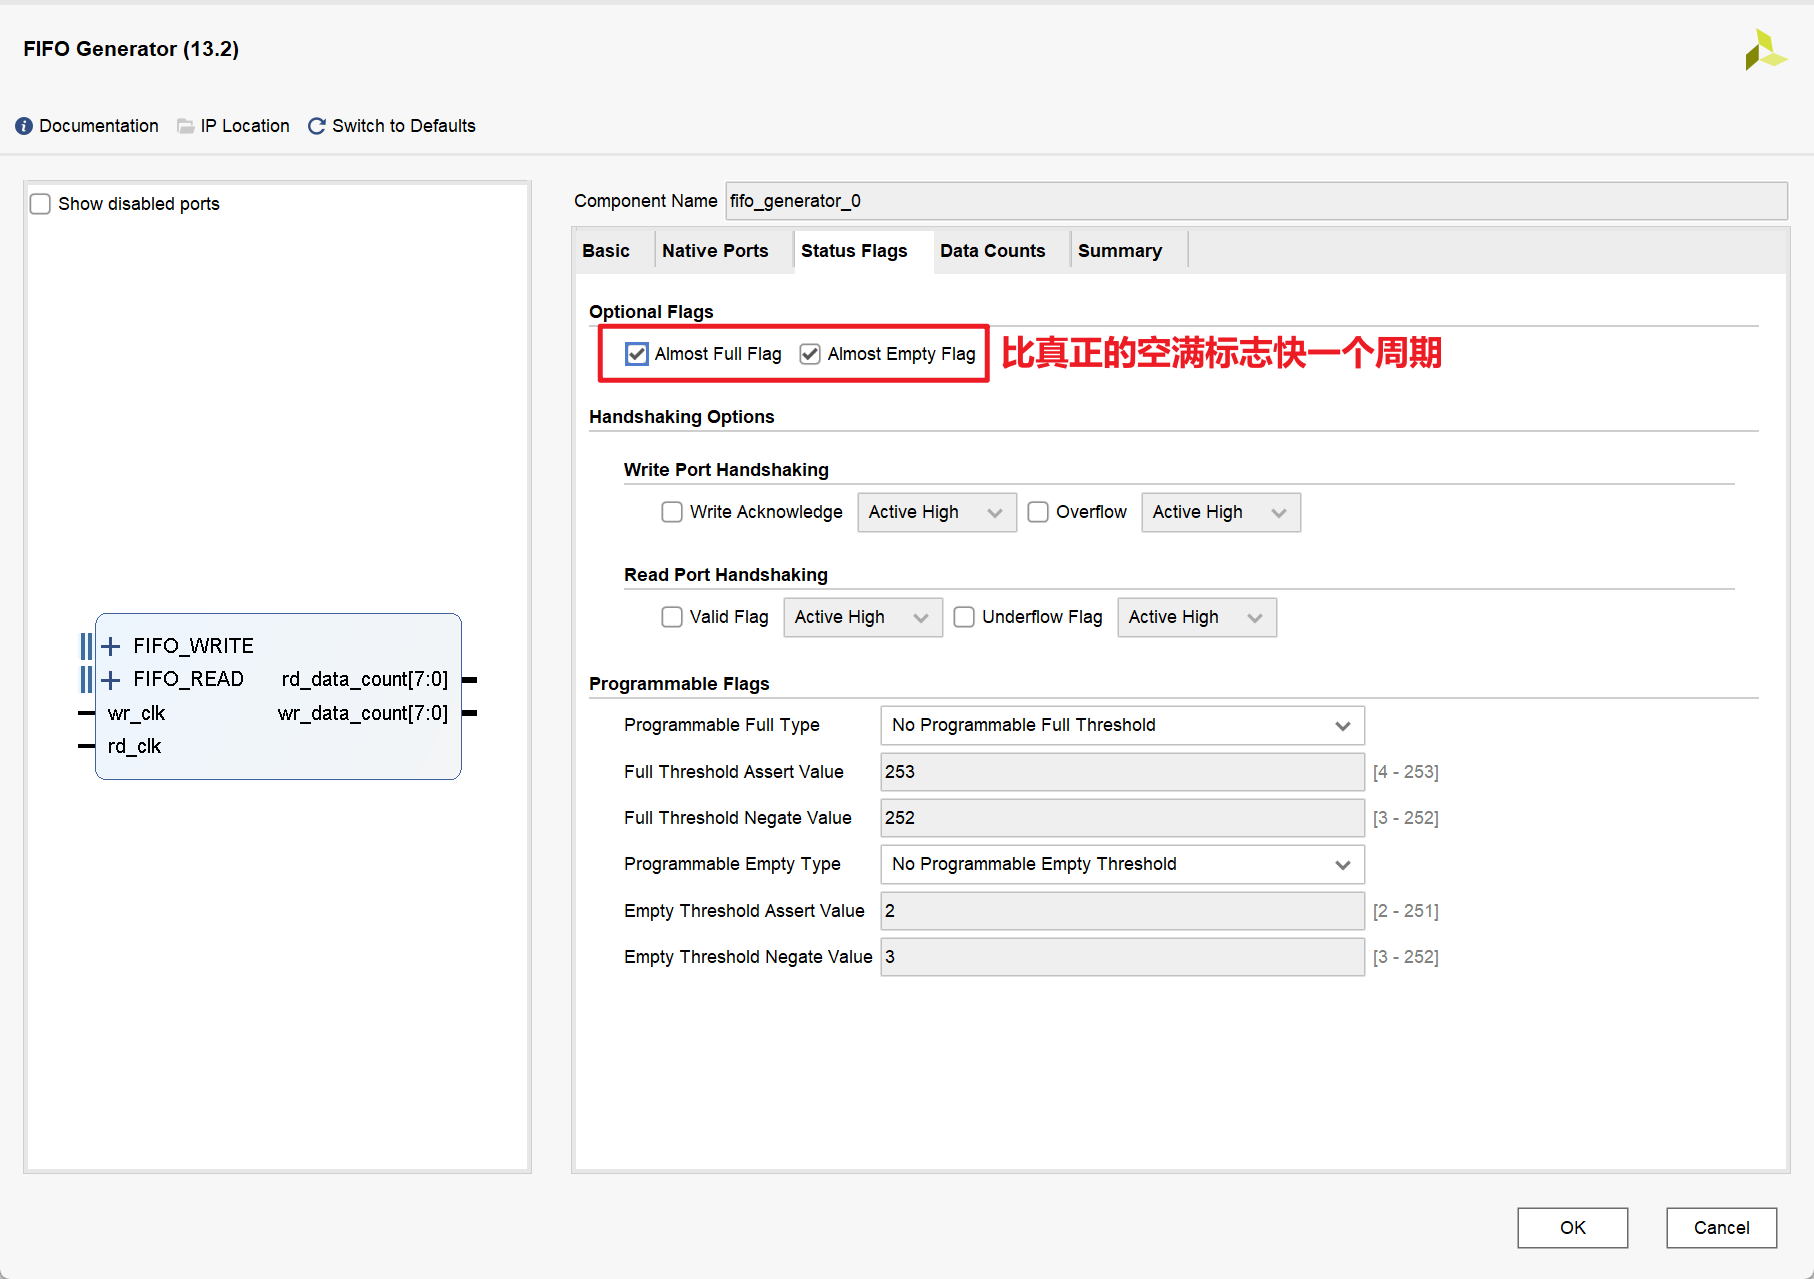 FIFO Generator (13.2)
Documentation IP Location Switch to Defaults
Show disabled ports
FIFO_WRITE
FIFO_READ rd_data_count[7:0]
wr_clk wr_data_count[7:0]
rd_clk
Component Name fifo_generator_0
Basic Native Ports Status Flags Data Counts Summary
Optional Flags
Almost Full Flag Almost Empty Flag 比真正的空满标志快一个周期
Handshaking Options
Write Port Handshaking
Write Acknowledge Active High Overflow Active High
Read Port Handshaking
Valid Flag Active High Underflow Flag Active High
Programmable Flags
Programmable Full Type No Programmable Full Threshold
Full Threshold Assert Value 253 [4 - 253]
Full Threshold Negate Value 252 [3 - 252]
Programmable Empty Type No Programmable Empty Threshold
Empty Threshold Assert Value 2 [2 - 251]
Empty Threshold Negate Value 3 [3 - 252]
OK Cancel